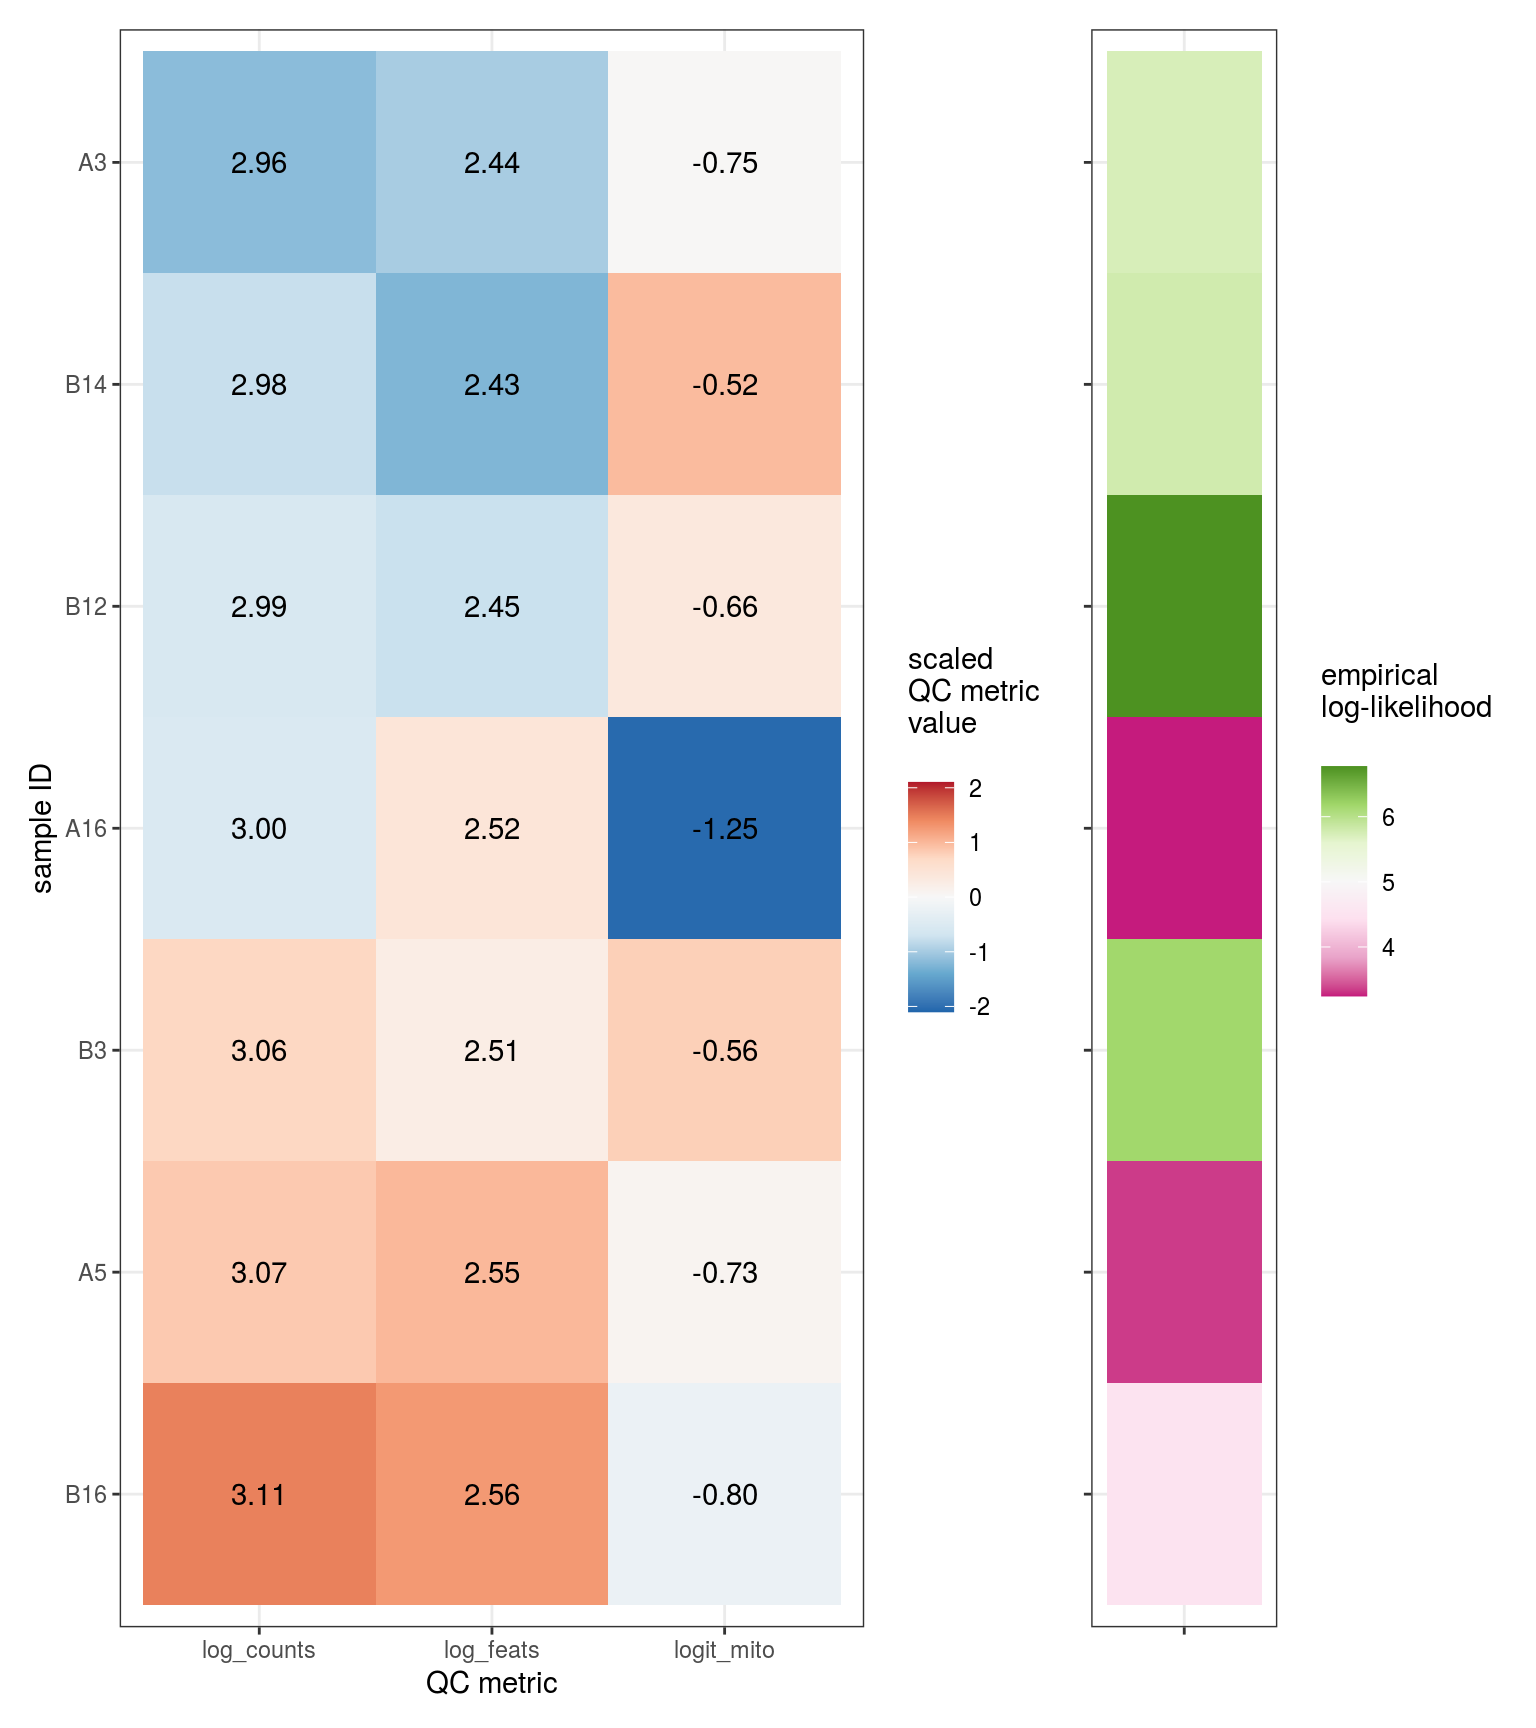 A3
2.96 2.44 -0.75
B14
2.98 2.43 -0.52
B12
2.99 2.45 -0.66
sample ID
A16
3.00 2.52 -1.25
B3
3.06 2.51 -0.56
A5
3.07 2.55 -0.73
B16
3.11 2.56 -0.80
log_counts log_feats logit_mito
QC metric
scaled
QC metric
value
2
1
0
-1
-2
empirical
log-likelihood
6
5
4